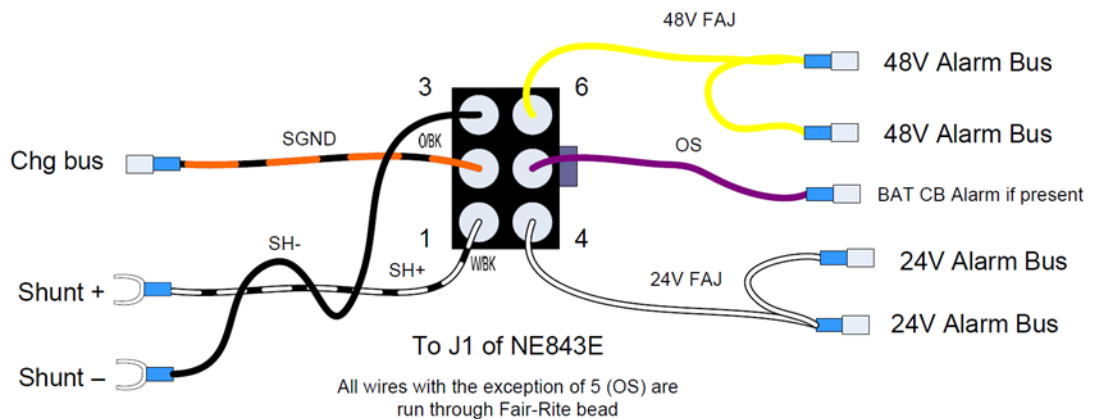 48V FAJ
48V Alarm Bus
3
6
48V Alarm Bus
SGND
O/BK
OS
Chg bus
BAT CB Alarm if present
1
4
SH-
SH+
W/BK
24V FAJ
24V Alarm Bus
Shunt +
24V Alarm Bus
To J1 of NE843E
Shunt –
All wires with the exception of 5 (OS) are
run through Fair-Rite bead